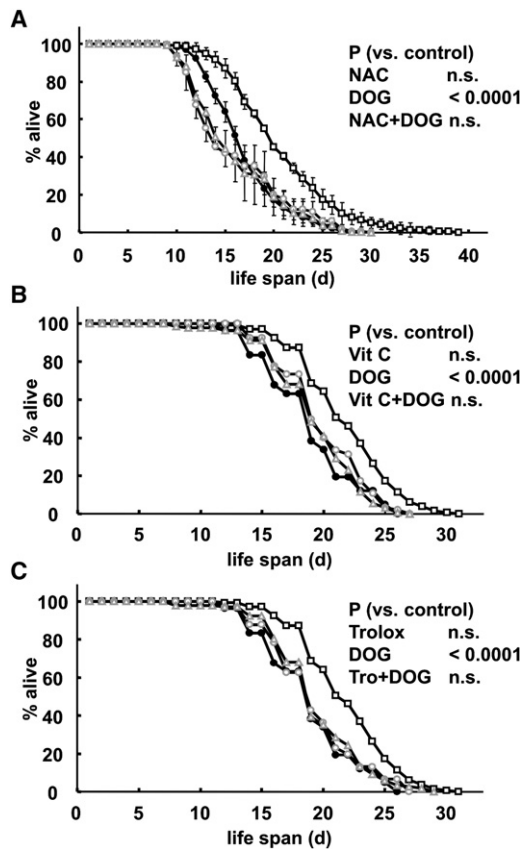 A
P (vs. control)
NAC n.s.
DOG < 0.0001
NAC+DOG n.s.
% alive
100
80
60
40
20
0
0 5 10 15 20 25 30 35 40
life span (d)
B
P (vs. control)
Vit C n.s.
DOG < 0.0001
Vit C+DOG n.s.
% alive
100
80
60
40
20
0
0 5 10 15 20 25 30
life span (d)
C
P (vs. control)
Trolox n.s.
DOG < 0.0001
Tro+DOG n.s.
% alive
100
80
60
40
20
0
0 5 10 15 20 25 30
life span (d)